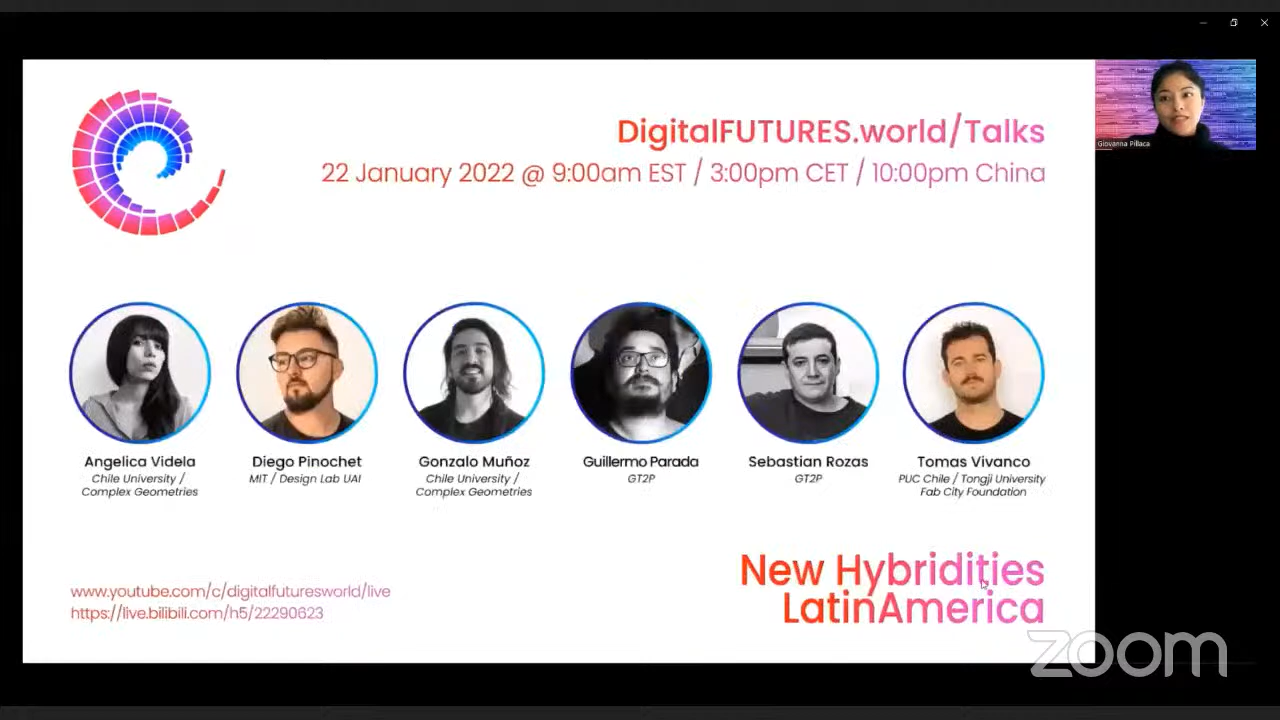 DigitalFUTURES.world/Talks
22 January 2022 @ 9:00am EST / 3:00pm CET / 10:00pm China
Giovanna Pillaca
Angelica Videla
Chile University /
Complex Geometries
Diego Pinochet
MIT / Design Lab UAI
Gonzalo Muñoz
Chile University /
Complex Geometries
Guillermo Parada
GT2P
Sebastian Rozas
GT2P
Tomas Vivanco
PUC Chile / Tongji University
Fab City Foundation
www.youtube.com/c/digitalfuturesworld/live
https://live.bilibili.com/h5/22290623
New Hybridities
LatinAmerica
zoom